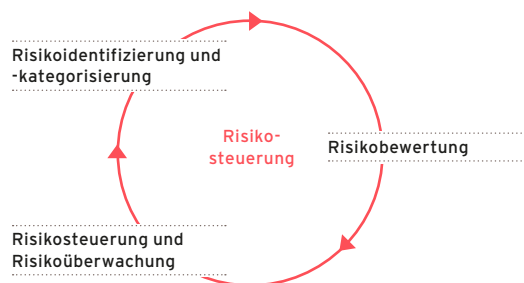 Risikoidentifizierung und
-kategorisierung
Risiko-
steuerung
Risikobewertung
Risikosteuerung und
Risikoüberwachung